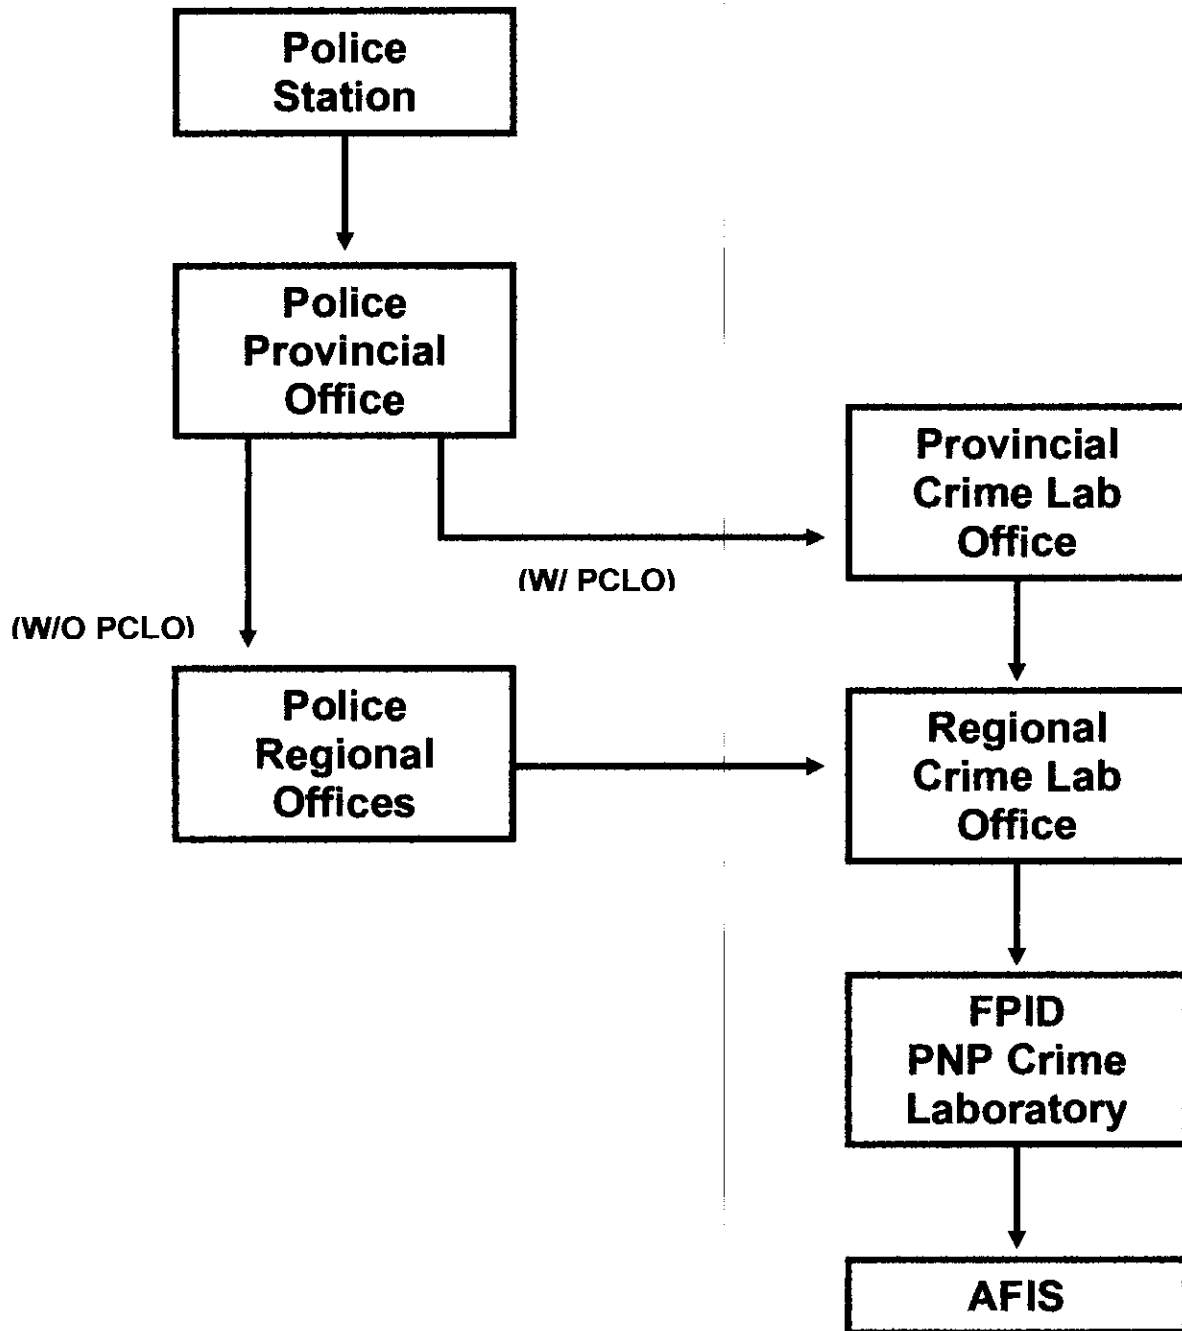 Police
Station
Police
Provincial
Office
Provincial
Crime Lab
Office
(W/ PCLO)
(W/O PCLO)
Police
Regional
Offices
Regional
Crime Lab
Office
FPID
PNP Crime
Laboratory
AFIS